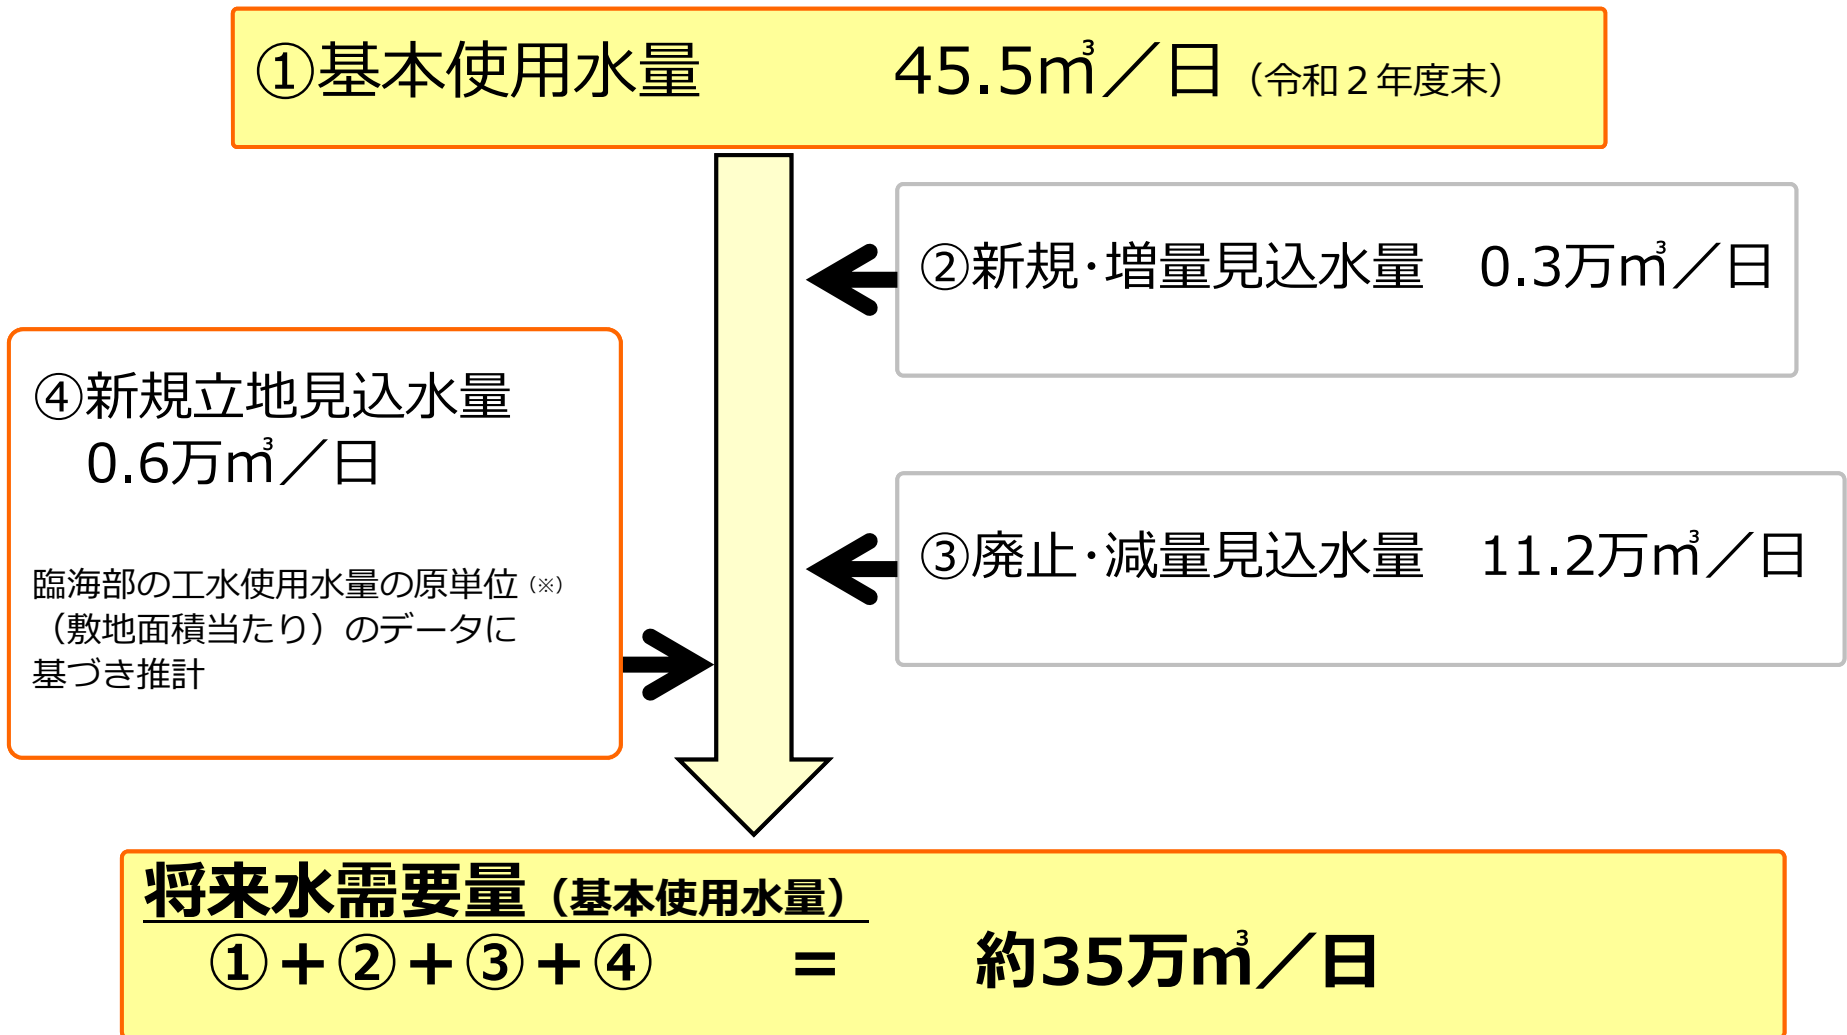 ①基本使用水量　　　45.5㎥／日（令和２年度末）
②新規･増量見込水量　0.3万㎥／日
④新規立地見込水量
0.6万㎥／日
臨海部の工水使用水量の原単位（※）
（敷地面積当たり）のデータに
基づき推計
③廃止･減量見込水量　11.2万㎥／日
将来水需要量（基本使用水量）
①＋②＋③＋④　　＝　　約35万㎥／日